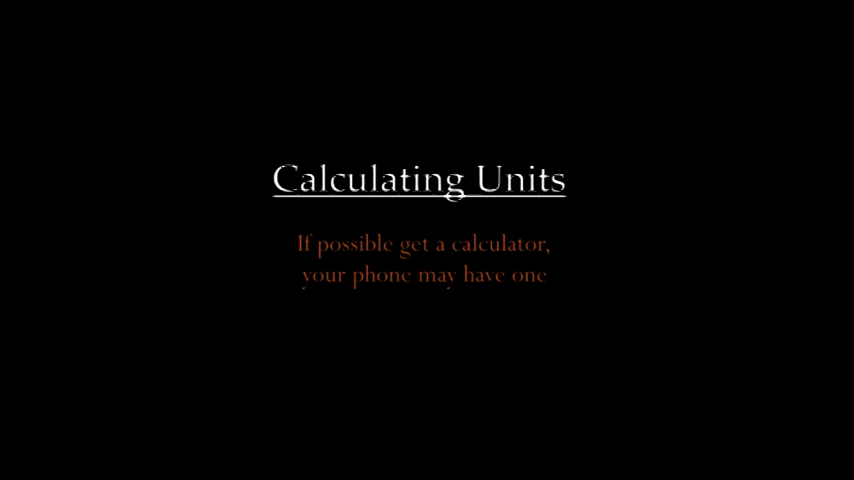 Calculating Units
If possible get a calculator,
your phone may have one